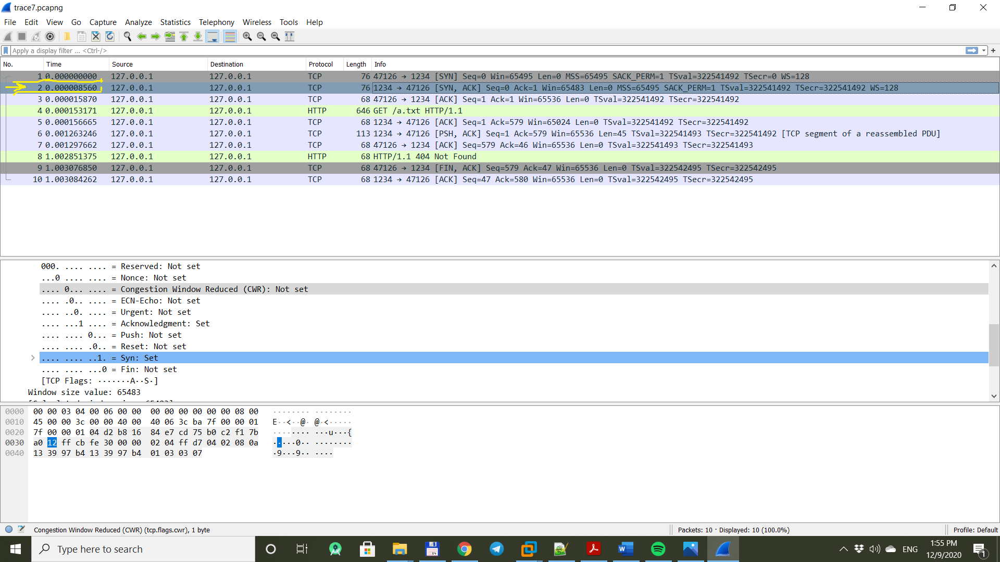 trace7.pcapng
File Edit View Go Capture Analyze Statistics Telephony Wireless Tools Help
Apply a display filter ... <Ctrl-/>
No. Time Source Destination Protocol Length Info
1 0.000000000 127.0.0.1 127.0.0.1 TCP 76 47126 → 1234 [SYN] Seq=0 Win=65495 Len=0 MSS=65495 SACK_PERM=1 TSval=322541492 TSecr=0 WS=128
2 0.000008560 127.0.0.1 127.0.0.1 TCP 76 1234 → 47126 [SYN, ACK] Seq=0 Ack=1 Win=65483 Len=0 MSS=65495 SACK_PERM=1 TSval=322541492 TSecr=322541492 WS=128
3 0.000015870 127.0.0.1 127.0.0.1 TCP 68 47126 → 1234 [ACK] Seq=1 Ack=1 Win=65536 Len=0 TSval=322541492 TSecr=322541492
4 0.000153171 127.0.0.1 127.0.0.1 HTTP 646 GET /a.txt HTTP/1.1
5 0.000156665 127.0.0.1 127.0.0.1 TCP 68 1234 → 47126 [ACK] Seq=1 Ack=579 Win=65024 Len=0 TSval=322541492 TSecr=322541492
6 0.001263246 127.0.0.1 127.0.0.1 TCP 113 1234 → 47126 [PSH, ACK] Seq=1 Ack=579 Win=65536 Len=45 TSval=322541493 TSecr=322541492 [TCP segment of a reassembled PDU]
7 0.001297662 127.0.0.1 127.0.0.1 TCP 68 47126 → 1234 [ACK] Seq=579 Ack=46 Win=65536 Len=0 TSval=322541493 TSecr=322541493
8 1.002851375 127.0.0.1 127.0.0.1 HTTP 68 HTTP/1.1 404 Not Found
9 1.003076850 127.0.0.1 127.0.0.1 TCP 68 47126 → 1234 [FIN, ACK] Seq=579 Ack=47 Win=65536 Len=0 TSval=322542495 TSecr=322542495
10 1.003084262 127.0.0.1 127.0.0.1 TCP 68 1234 → 47126 [ACK] Seq=47 Ack=580 Win=65536 Len=0 TSval=322542495 TSecr=322542495
000. .... .... = Reserved: Not set
...0 .... .... = Nonce: Not set
.... 0... .... = Congestion Window Reduced (CWR): Not set
.... .0.. .... = ECN-Echo: Not set
.... ..0. .... = Urgent: Not set
.... ...1 .... = Acknowledgment: Set
.... .... 0... = Push: Not set
.... .... .0.. = Reset: Not set
.... .... ..1. = Syn: Set
.... .... ...0 = Fin: Not set
[TCP Flags: ·······A··S·]
Window size value: 65483
0000 00 00 03 04 00 06 00 00 00 00 00 00 00 00 08 00 ········ ········
0010 45 00 00 3c 00 00 40 00 40 06 3c ba 7f 00 00 01 E··<··@· @·<·····
0020 7f 00 00 01 04 d2 b8 16 84 e7 cd 75 b0 c2 f1 7b ········ ···u···{
0030 a0 12 ff cb fe 30 00 00 02 04 ff d7 04 02 08 0a ·····0·· ········
0040 13 39 97 b4 13 39 97 b4 01 03 03 07 ·9···9·· ····
Congestion Window Reduced (CWR) (tcp.flags.cwr), 1 byte
Packets: 10 · Displayed: 10 (100.0%)
Profile: Default
Type here to search
64
ENG
1:55 PM
12/9/2020
1